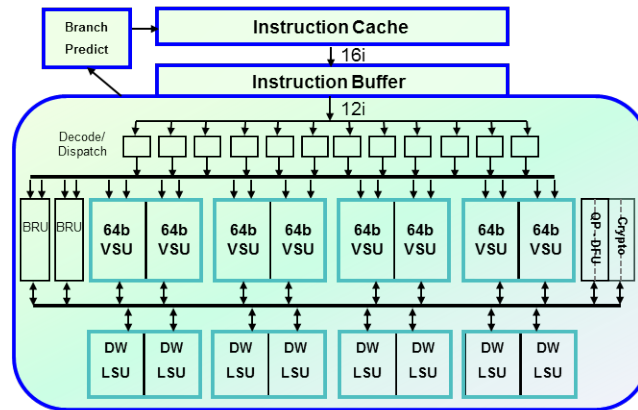 Branch
Predict
Instruction Cache
16i
Instruction Buffer
12i
Decode/
Dispatch
BRU
BRU
64b
VSU
64b
VSU
64b
VSU
64b
VSU
64b
VSU
64b
VSU
64b
VSU
64b
VSU
QP-DFU
Crypto
DW
LSU
DW
LSU
DW
LSU
DW
LSU
DW
LSU
DW
LSU
DW
LSU
DW
LSU